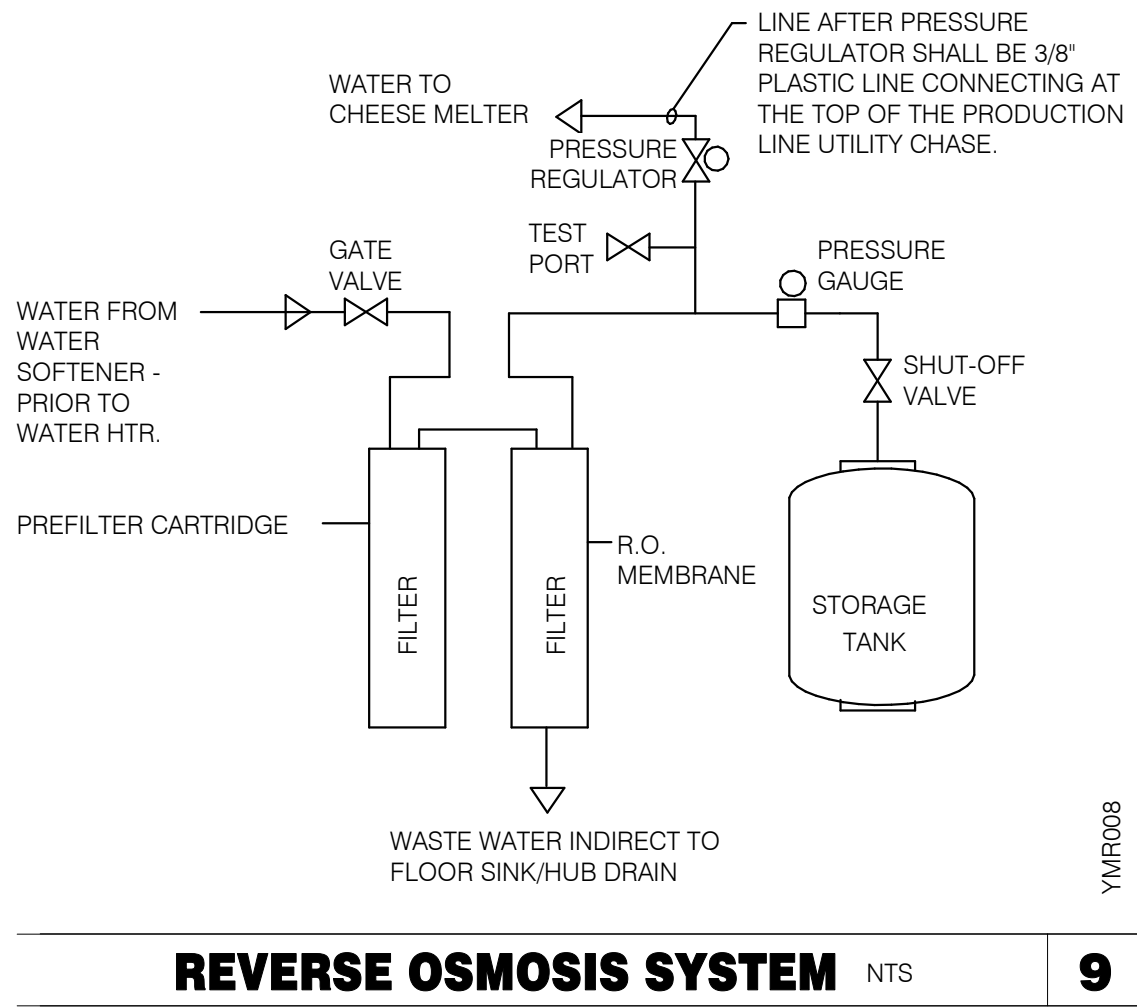 LINE AFTER PRESSURE
REGULATOR SHALL BE 3/8"
PLASTIC LINE CONNECTING AT
THE TOP OF THE PRODUCTION
LINE UTILITY CHASE.
WATER TO
CHEESE MELTER
PRESSURE
REGULATOR
TEST
PORT
PRESSURE
GAUGE
GATE
VALVE
WATER FROM
WATER
SOFTENER -
PRIOR TO
WATER HTR.
SHUT-OFF
VALVE
PREFILTER CARTRIDGE
FILTER
FILTER
R.O.
MEMBRANE
STORAGE
TANK
WASTE WATER INDIRECT TO
FLOOR SINK/HUB DRAIN
YMR008
REVERSE OSMOSIS SYSTEM NTS
9